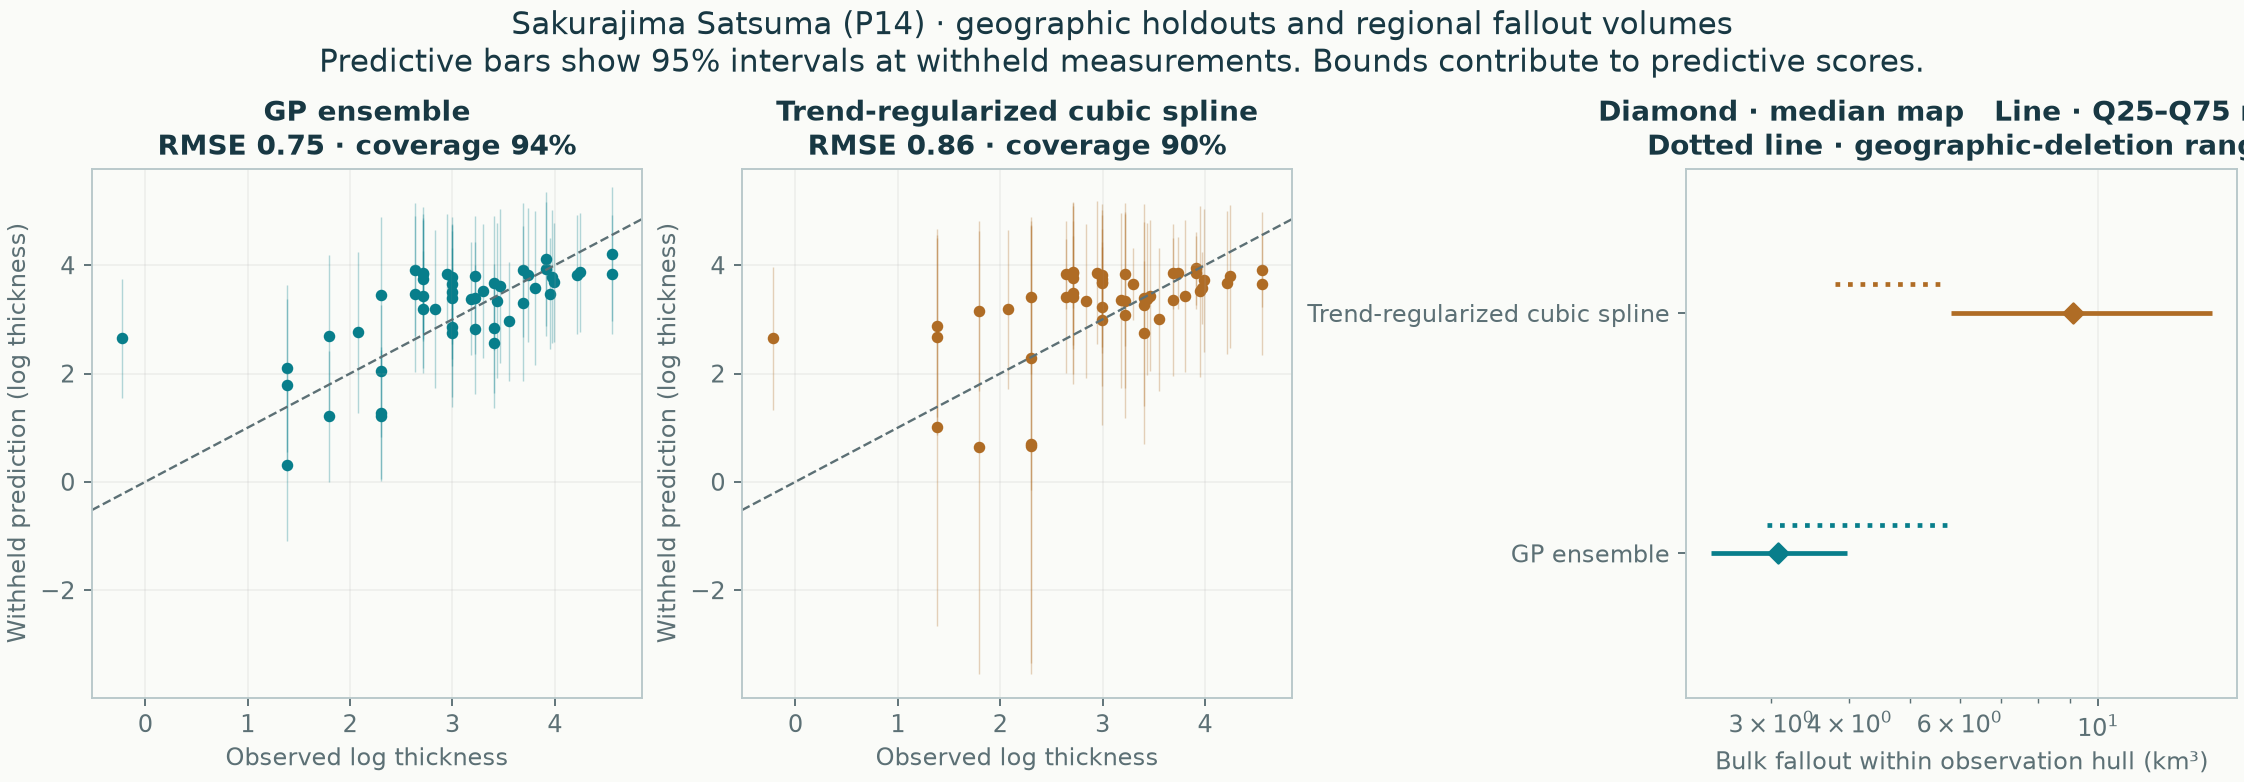 Sakurajima Satsuma (P14) · geographic holdouts and regional fallout volumes
Predictive bars show 95% intervals at withheld measurements. Bounds contribute to predictive scores.
GP ensemble
RMSE 0.75 · coverage 94%
Withheld prediction (log thickness)
4
2
0
−2
0 1 2 3 4
Observed log thickness
Trend-regularized cubic spline
RMSE 0.86 · coverage 90%
Withheld prediction (log thickness)
4
2
0
−2
0 1 2 3 4
Observed log thickness
Diamond · median map Line · Q25–Q75
Dotted line · geographic-deletion
Trend-regularized cubic spline
GP ensemble
3 × 10⁰ 4 × 10⁰ 6 × 10⁰ 10¹
Bulk fallout within observation hull (km³)